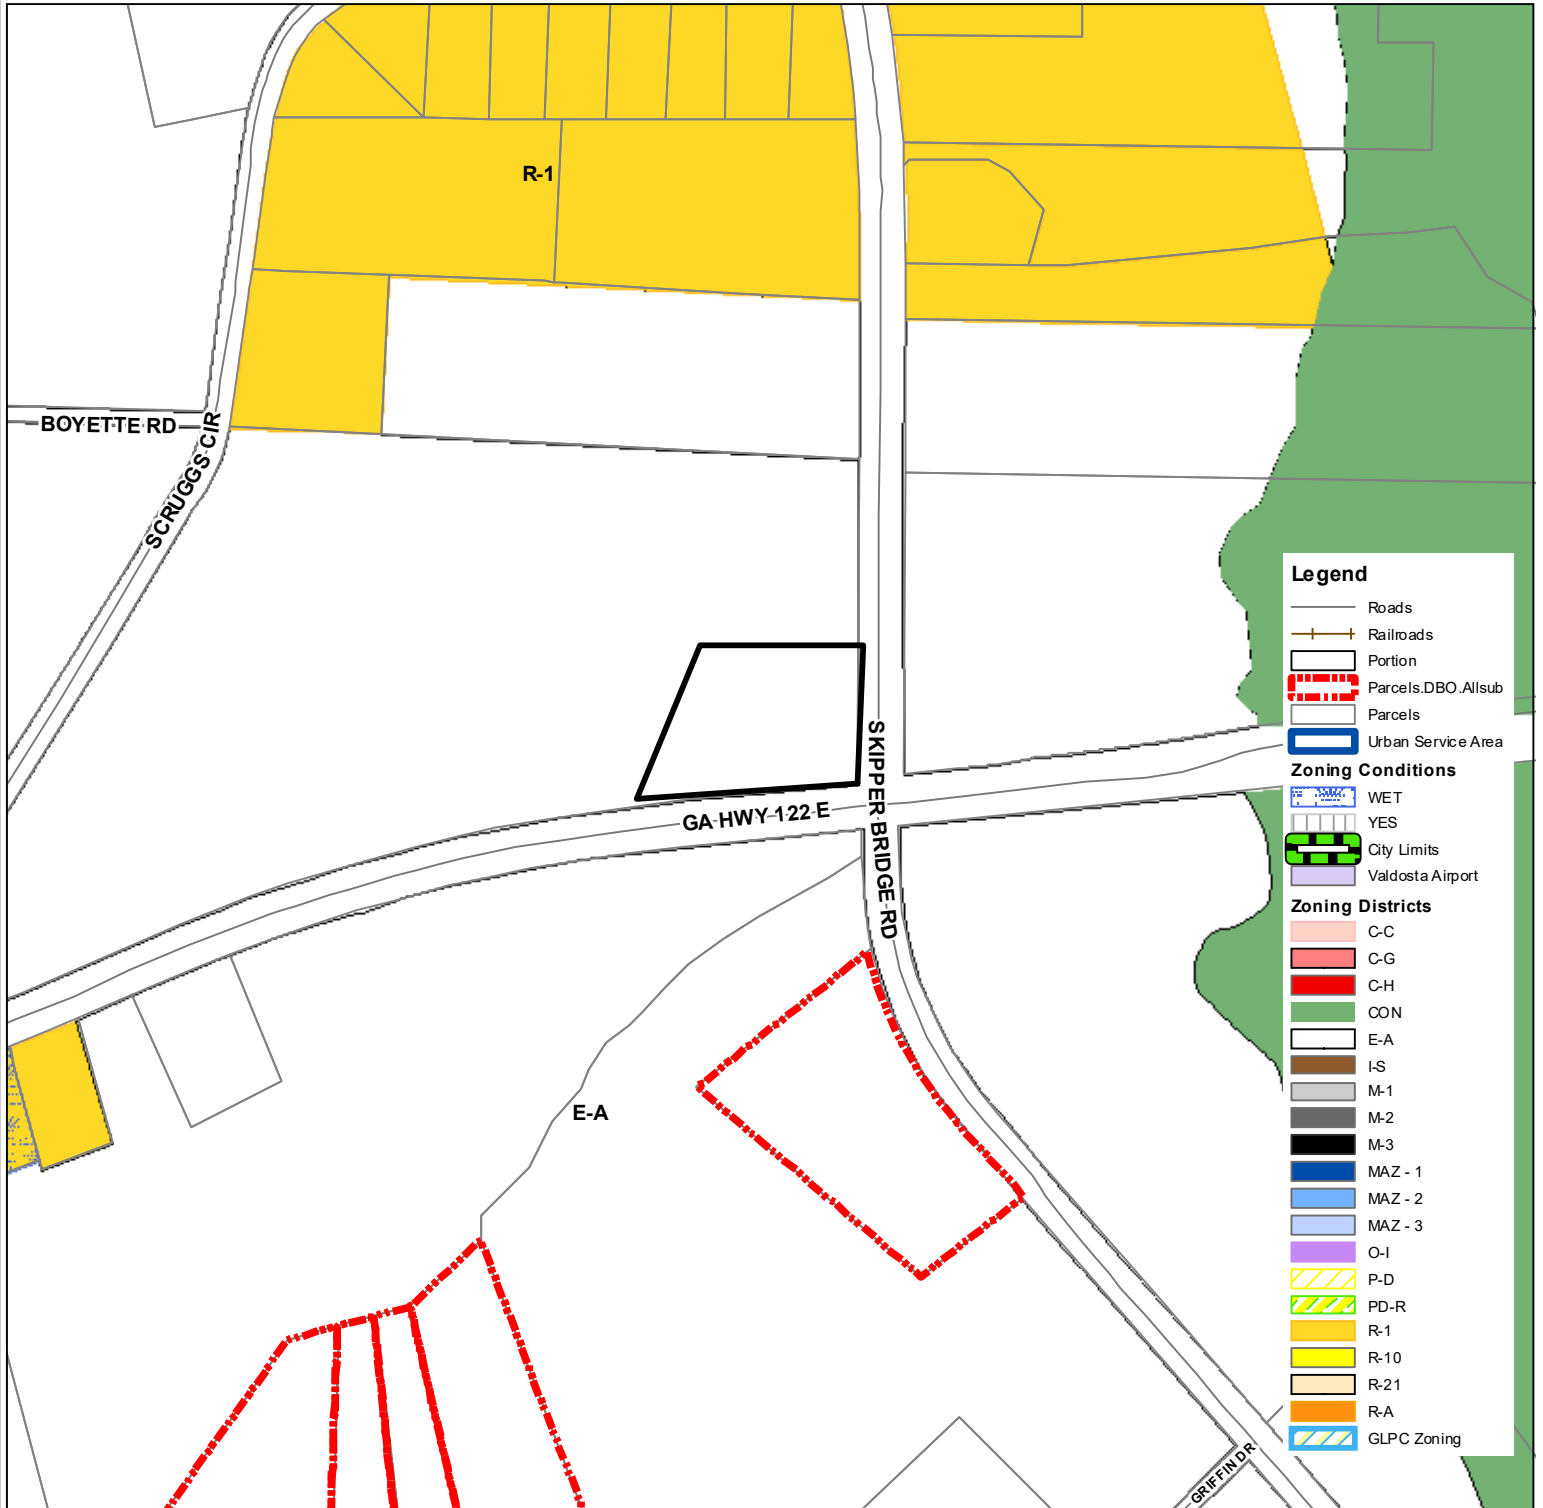 R-1
BOYETTE RD
SCRUGGS CIR
SKIPPER BRIDGE RD
GA HWY 122 E
E-A
GRIFFIN DR
Legend
Roads
Railroads
Portion
Parcels.DBO.Allsub
Parcels
Urban Service Area
Zoning Conditions
WET
YES
City Limits
Valdosta Airport
Zoning Districts
C-C
C-G
C-H
CON
E-A
I-S
M-1
M-2
M-3
MAZ - 1
MAZ - 2
MAZ - 3
O-I
P-D
PD-R
R-1
R-10
R-21
R-A
GLPC Zoning